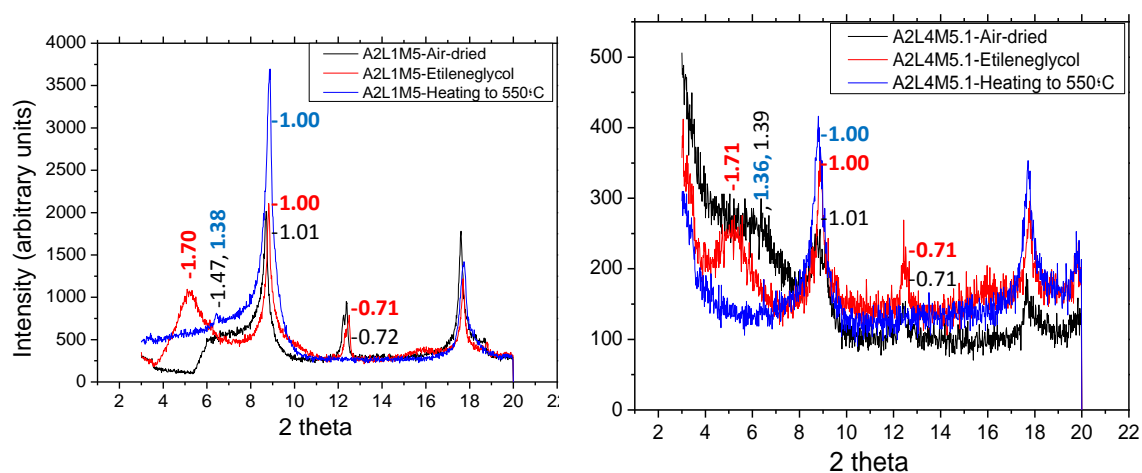 4000
3500
3000
2500
2000
1500
1000
500
0
Intensity (arbitrary units)
A2L1M5-Air-dried
A2L1M5-Etileneglycol
A2L1M5-Heating to 550°C
-1.70
-1.47, 1.38
-1.00
-1.00
-1.01
-0.71
-0.72
2 4 6 8 10 12 14 16 18 20 22
2 theta
500
400
300
200
100
0
A2L4M5.1-Air-dried
A2L4M5.1-Etileneglycol
A2L4M5.1-Heating to 550°C
-1.71
, 1.36, 1.39
-1.00
-1.00
-1.01
-0.71
-0.71
2 4 6 8 10 12 14 16 18 20 22
2 theta